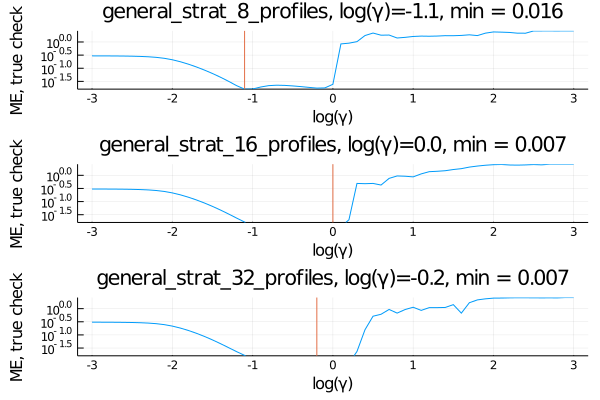 general_strat_8_profiles, log(γ)=-1.1, min = 0.016
ME, true check
10^0.0
10^-0.5
10^-1.0
10^-1.5
-3 -2 -1 0 1 2 3
log(γ)
general_strat_16_profiles, log(γ)=0.0, min = 0.007
ME, true check
10^0.0
10^-0.5
10^-1.0
10^-1.5
-3 -2 -1 0 1 2 3
log(γ)
general_strat_32_profiles, log(γ)=-0.2, min = 0.007
ME, true check
10^0.0
10^-0.5
10^-1.0
10^-1.5
-3 -2 -1 0 1 2 3
log(γ)